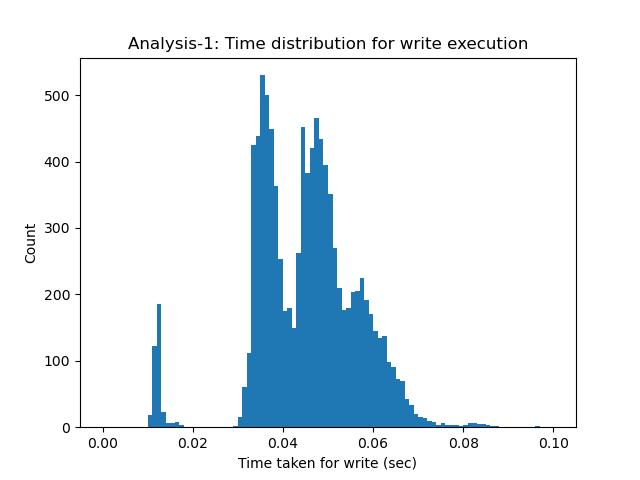 Analysis-1: Time distribution for write execution
500
400
300
200
100
0
Count
0.00 0.02 0.04 0.06 0.08 0.10
Time taken for write (sec)